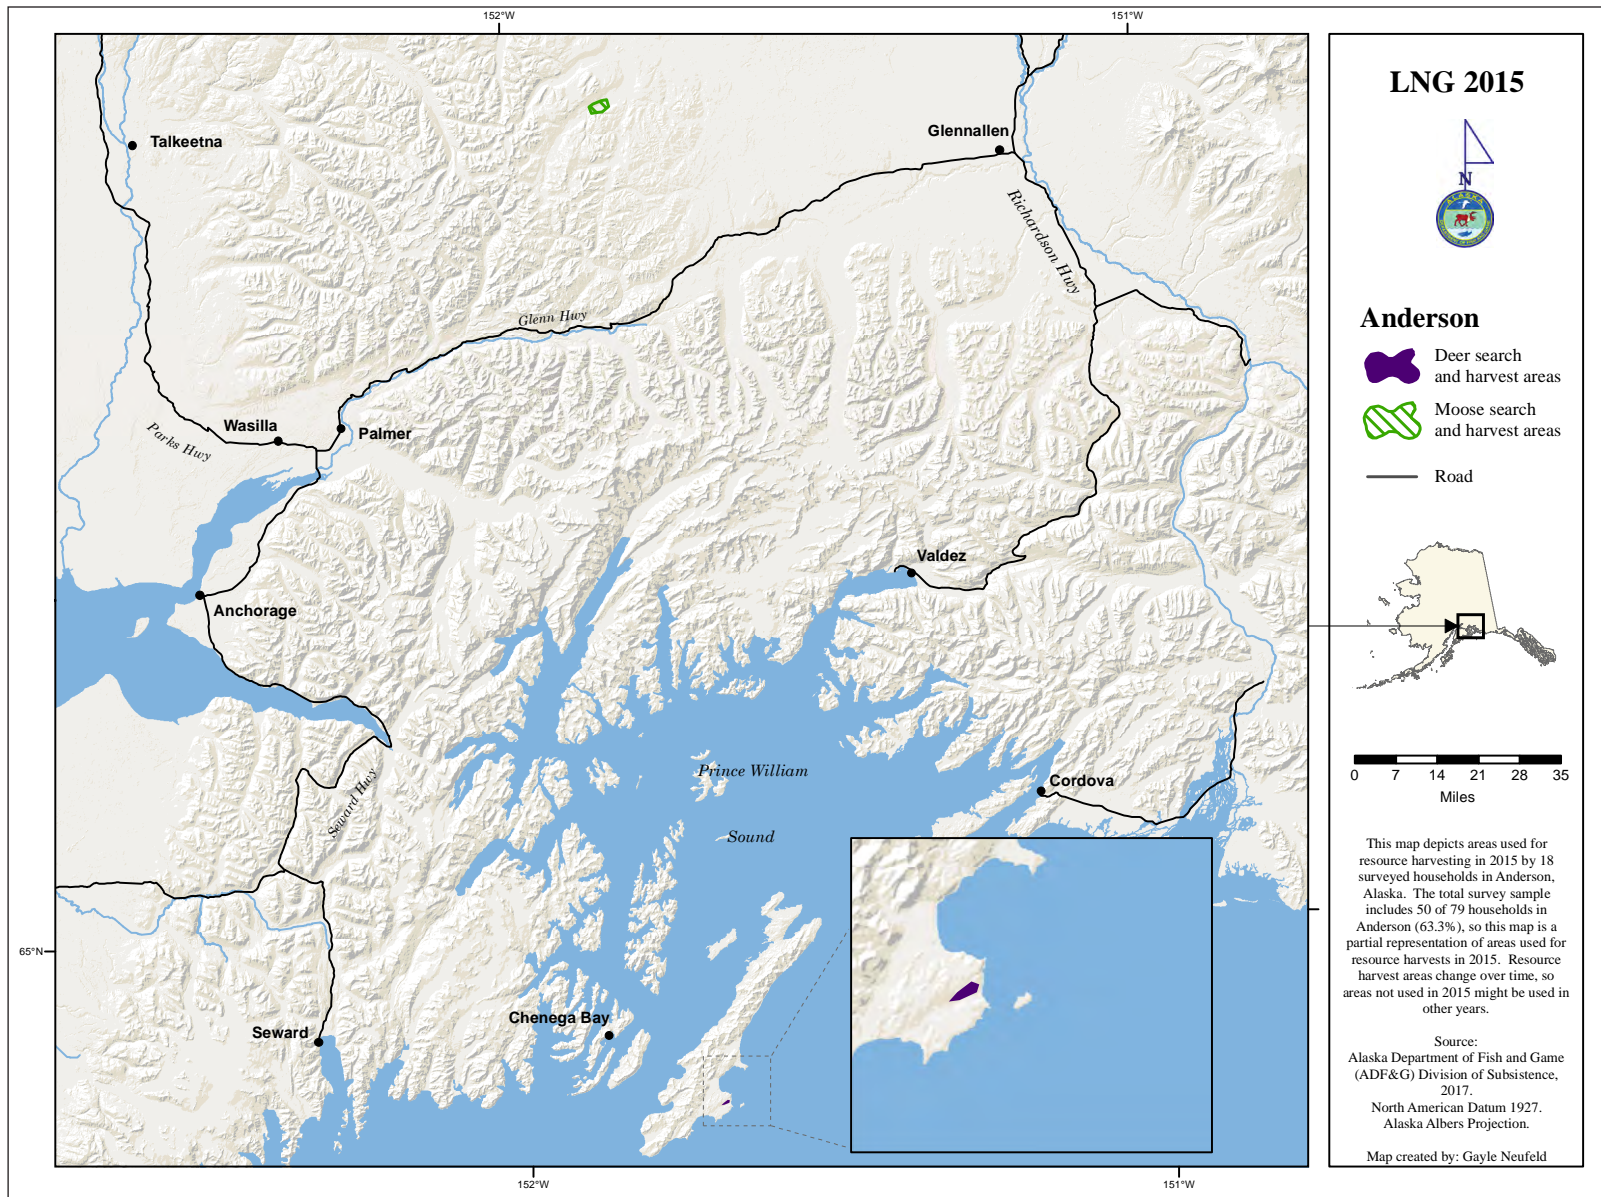 152°W
151°W
Talkeetna
Glennallen
Richardson Hwy
Glenn Hwy
Wasilla
Palmer
Parks Hwy
Valdez
Anchorage
Prince William
Sound
Cordova
Seward Hwy
65°N
Chenega Bay
Seward
152°W
151°W
LNG 2015
N
ALASKA
Anderson
Deer search
and harvest areas
Moose search
and harvest areas
Road
0 7 14 21 28 35
Miles
This map depicts areas used for
resource harvesting in 2015 by 18
surveyed households in Anderson,
Alaska. The total survey sample
includes 50 of 79 households in
Anderson (63.3%), so this map is a
partial representation of areas used for
resource harvests in 2015. Resource
harvest areas change over time, so
areas not used in 2015 might be used in
other years.
Source:
Alaska Department of Fish and Game
(ADF&G) Division of Subsistence,
2017.
North American Datum 1927.
Alaska Albers Projection.
Map created by: Gayle Neufeld